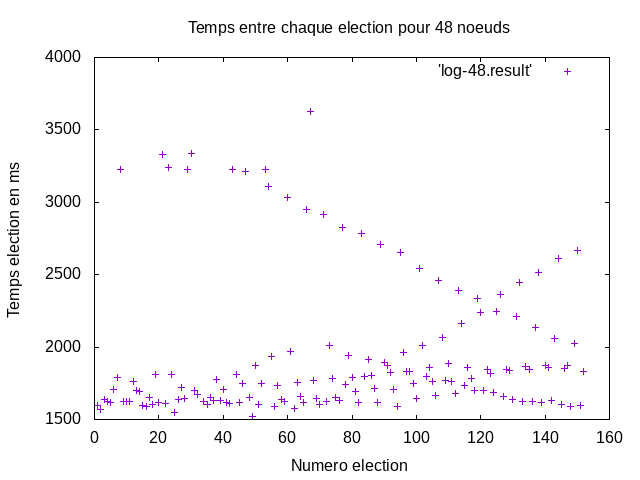 Temps entre chaque election pour 48 noeuds
'log-48.result'
Temps election en ms
4000
3500
3000
2500
2000
1500
0 20 40 60 80 100 120 140 160
Numero election